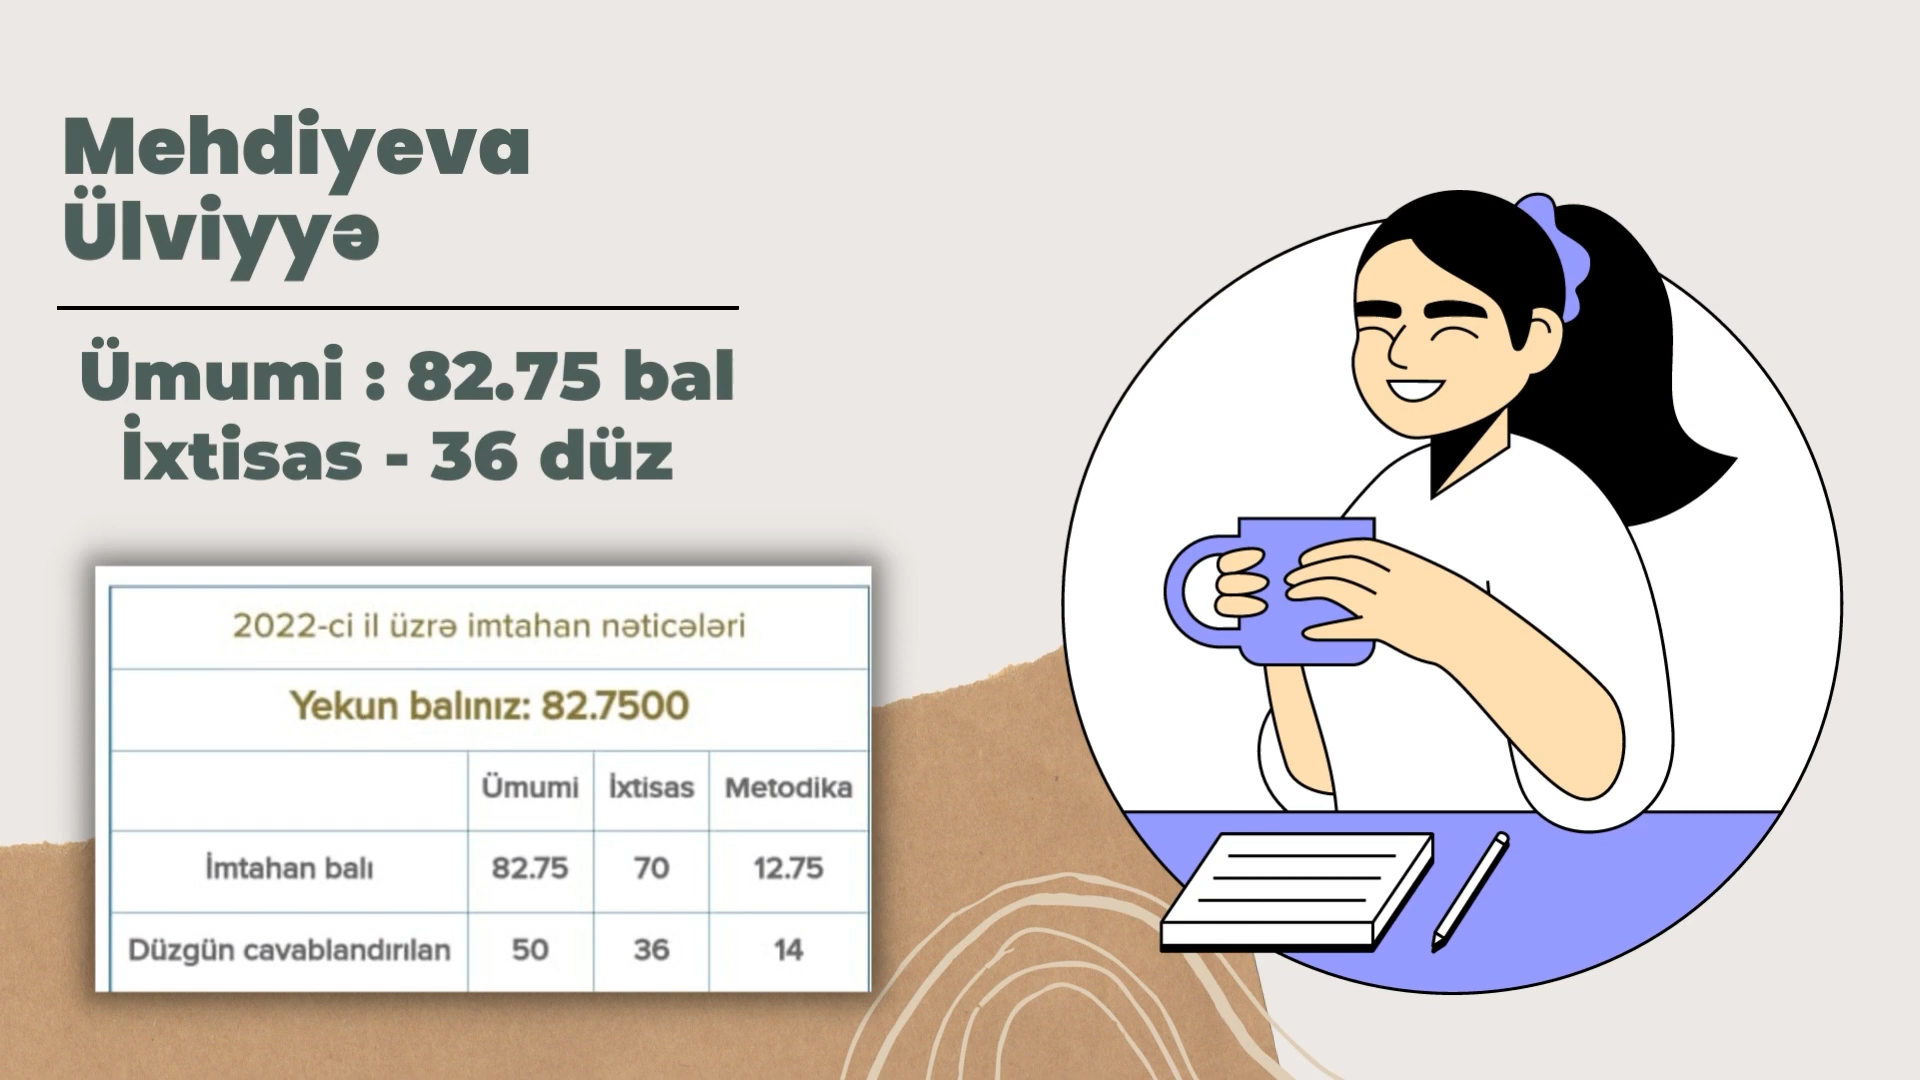 Mehdiyeva
Ülviyyə
Ümumi : 82.75 bal
İxtisas - 36 düz
2022-ci il üzrə imtahan nəticələri
Yekun balınız: 82.7500
Ümumi İxtisas Metodika
İmtahan balı 82.75 70 12.75
Düzgün cavablandırılan 50 36 14